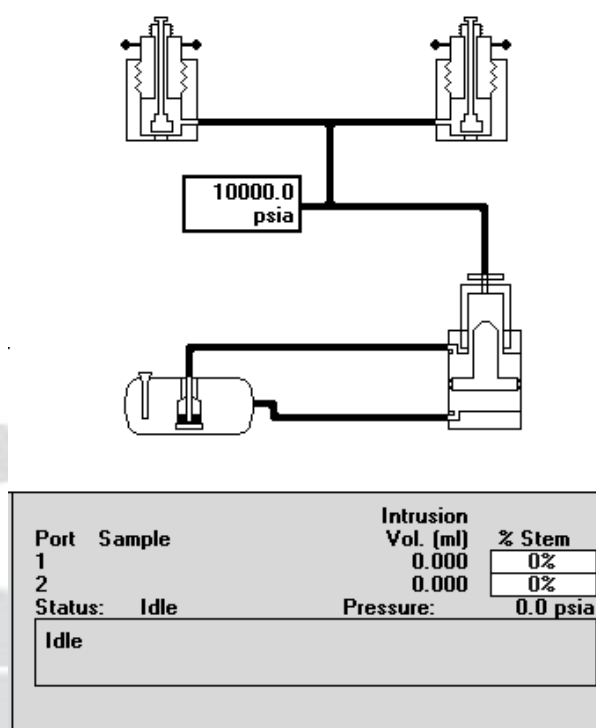 10000.0
psia
Intrusion
Port Sample Vol. (ml) % Stem
1 0.000 0%
2 0.000 0%
Status: Idle Pressure: 0.0 psia
Idle